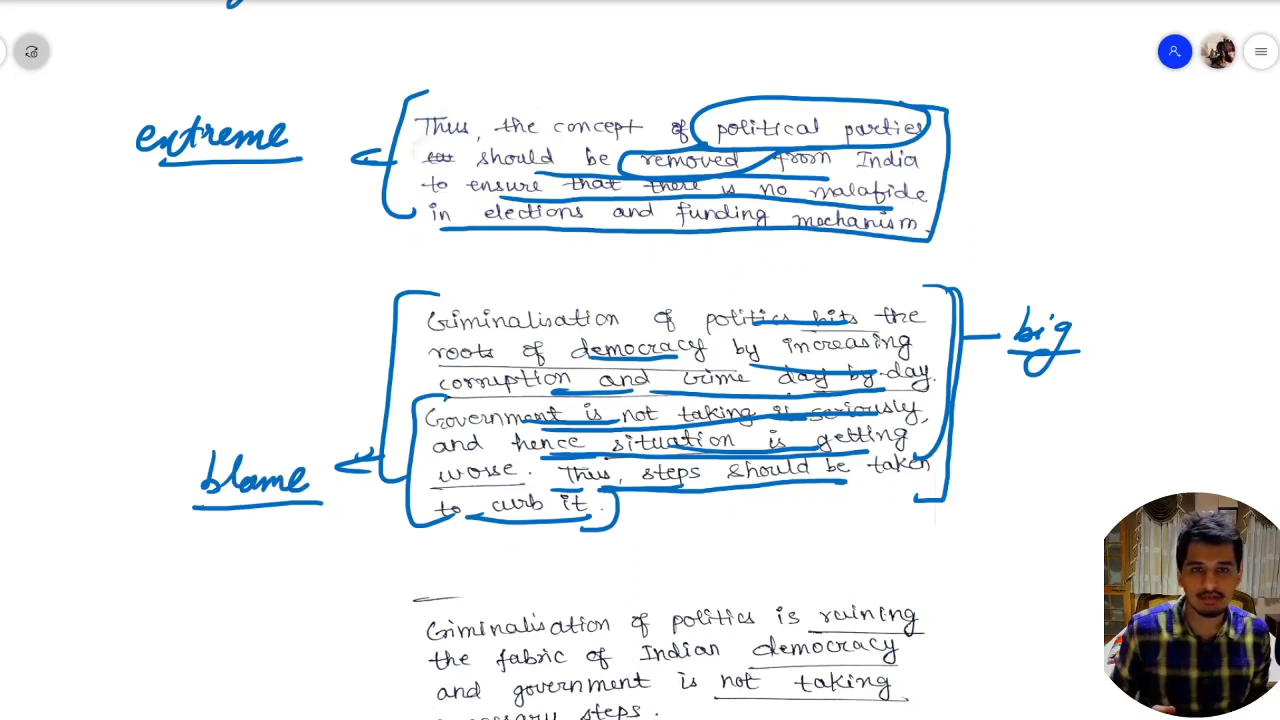 extreme
Thus, the concept of political parties
should be removed from India
to ensure that there is no malafide
in elections and funding mechanism.
Criminalisation of politics hits the
roots of democracy by increasing
corruption and crime day by day.
Government is not taking it seriously,
and hence situation is getting
worse. Thus, steps should be taken
to curb it.
big
blame
Criminalisation of politics is ruining
the fabric of Indian democracy
and government is not taking
necessary steps.